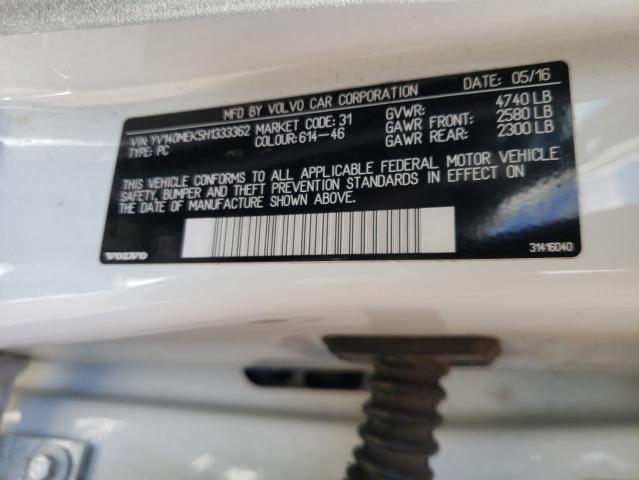 MFD BY VOLVO CAR CORPORATION DATE: 05/16
VIN: YV140MEK5H1333362 MARKET CODE: 31 GVWR: 4740 LB
TYPE: PC COLOUR: 614-46 GAWR FRONT: 2580 LB
GAWR REAR: 2300 LB
THIS VEHICLE CONFORMS TO ALL APPLICABLE FEDERAL MOTOR VEHICLE
SAFETY, BUMPER AND THEFT PREVENTION STANDARDS IN EFFECT ON
THE DATE OF MANUFACTURE SHOWN ABOVE.
VOLVO 31416040